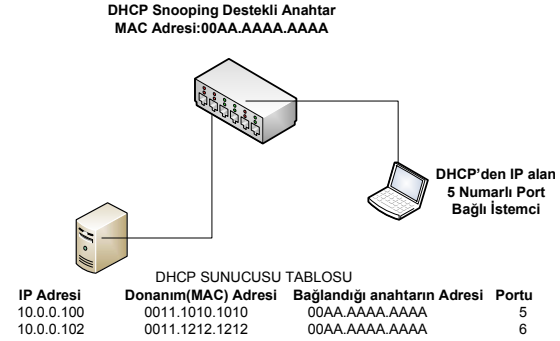 DHCP Snooping Destekli Anahtar
MAC Adresi:00AA.AAAA.AAAA
DHCP'den IP alan
5 Numarlı Port
Bağlı İstemci
DHCP SUNUCUSU TABLOSU
IP Adresi Donanım(MAC) Adresi Bağlandığı anahtarın Adresi Portu
10.0.0.100 0011.1010.1010 00AA.AAAA.AAAA 5
10.0.0.102 0011.1212.1212 00AA.AAAA.AAAA 6